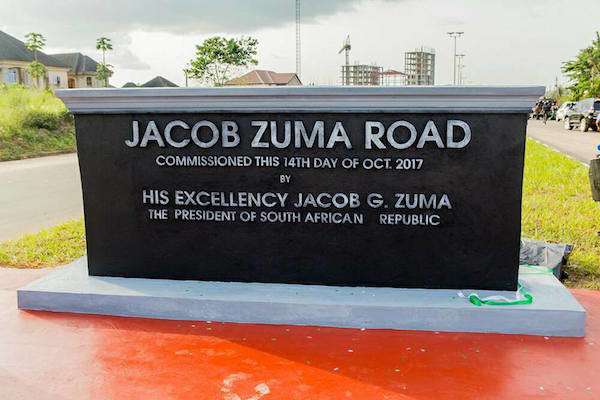 JACOB ZUMA ROAD
COMMISSIONED THIS 14TH DAY OF OCT. 2017
BY
HIS EXCELLENCY JACOB G. ZUMA
THE PRESIDENT OF SOUTH AFRICAN REPUBLIC